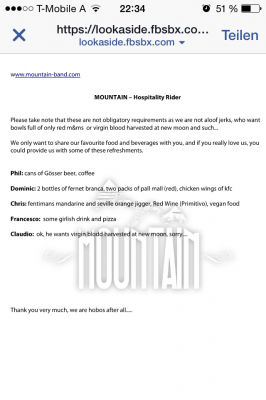 T-Mobile A 22:34 51 %
https://lookaside.fbsbx.co...
lookaside.fbsbx.com
Teilen
www.mountain-band.com
MOUNTAIN – Hospitality Rider
Please take note that these are not obligatory requirements as we are not aloof jerks, who want
bowls full of only red m&ms or virgin blood harvested at new moon and such...
We only want to share our favourite food and beverages with you, and if you really love us, you
could provide us with some of these refreshments.
Phil: cans of Gösser beer, coffee
Dominic: 2 bottles of fernet branca, two packs of pall mall (red), chicken wings of kfc
Chris: fentimans mandarine and seville orange jigger, Red Wine (Primitivo), vegan food
Francesco: some girlish drink and pizza
Claudio: ok, he wants virgin blodd harvested at new moon, sorry....
MOUNTAIN
Thank you very much, we are hobos after all....